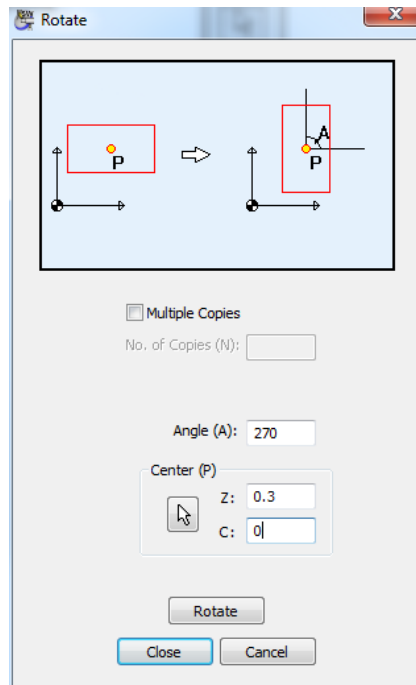 Rotate
A
P
P
Multiple Copies
No. of Copies (N):
Angle (A): 270
Center (P)
Z: 0.3
C: 0
Rotate
Close Cancel